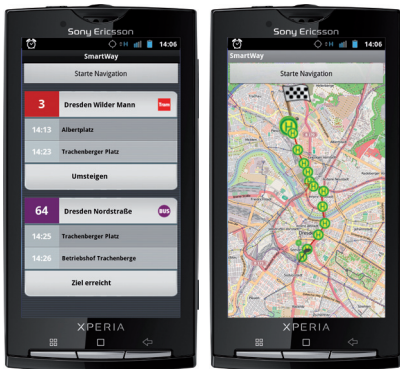 Sony Ericsson
H 14:06
SmartWay
Starte Navigation
3 Dresden Wilder Mann Tram
14:13 Albertplatz
14:23 Trachenberger Platz
Umsteigen
64 Dresden Nordstraße BUS
14:25 Trachenberger Platz
14:26 Betriebshof Trachenberge
Ziel erreicht
XPERIA
Sony Ericsson
H 14:06
SmartWay
Starte Navigation
Dresden
XPERIA